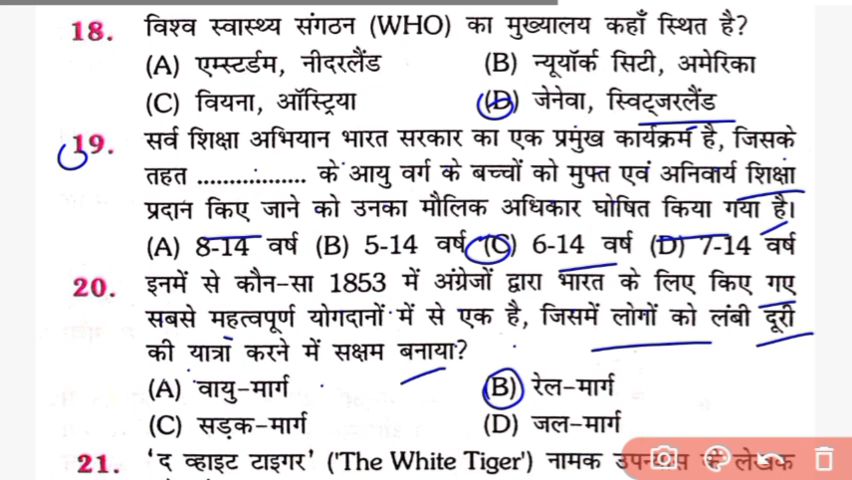 18. विश्व स्वास्थ्य संगठन (WHO) का मुख्यालय कहाँ स्थित है?
(A) एम्स्टर्डम, नीदरलैंड (B) न्यूयॉर्क सिटी, अमेरिका
(C) वियना, ऑस्ट्रिया (D) जेनेवा, स्विट्जरलैंड
19. सर्व शिक्षा अभियान भारत सरकार का एक प्रमुख कार्यक्रम है, जिसके
तहत .................. के आयु वर्ग के बच्चों को मुफ्त एवं अनिवार्य शिक्षा
प्रदान किए जाने को उनका मौलिक अधिकार घोषित किया गया है।
(A) 8-14 वर्ष (B) 5-14 वर्ष (C) 6-14 वर्ष (D) 7-14 वर्ष
20. इनमें से कौन-सा 1853 में अंग्रेजों द्वारा भारत के लिए किए गए
सबसे महत्वपूर्ण योगदानों में से एक है, जिसमें लोगों को लंबी दूरी
की यात्रा करने में सक्षम बनाया?
(A) वायु-मार्ग (B) रेल-मार्ग
(C) सड़क-मार्ग (D) जल-मार्ग
21. 'द व्हाइट टाइगर' ('The White Tiger') नामक उपन्यास के लेखक